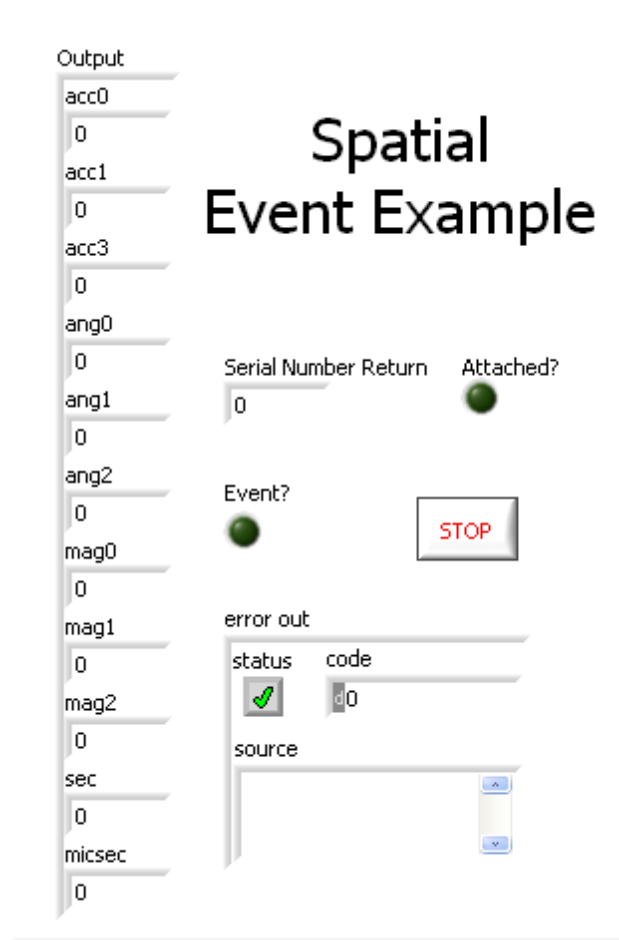 Output
acc0
0
acc1
0
acc3
0
ang0
0
ang1
0
ang2
0
mag0
0
mag1
0
mag2
0
sec
0
micsec
0
Spatial
Event Example
Serial Number Return
0
Attached?
Event?
STOP
error out
status
code
d0
source